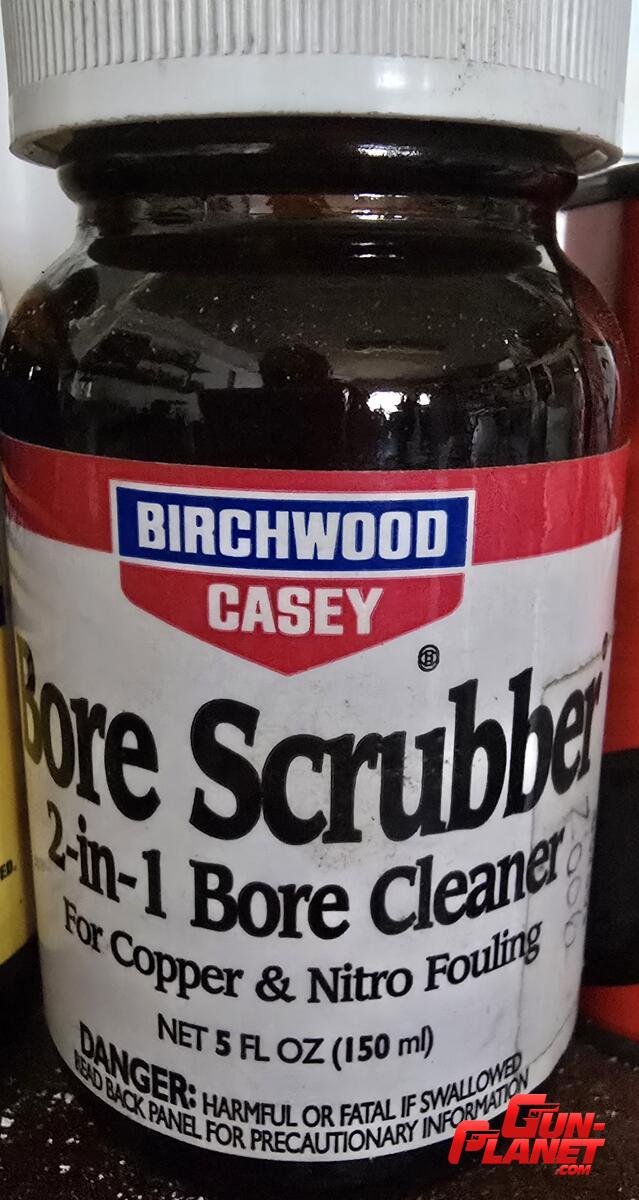 BIRCHWOOD
CASEY
®
Bore Scrubber
2-in-1 Bore Cleaner
For Copper & Nitro Fouling
NET 5 FL OZ (150 ml)
DANGER: HARMFUL OR FATAL IF SWALLOWED
READ BACK PANEL FOR PRECAUTIONARY INFORMATION
ED.
GUN-
PLANET
.COM